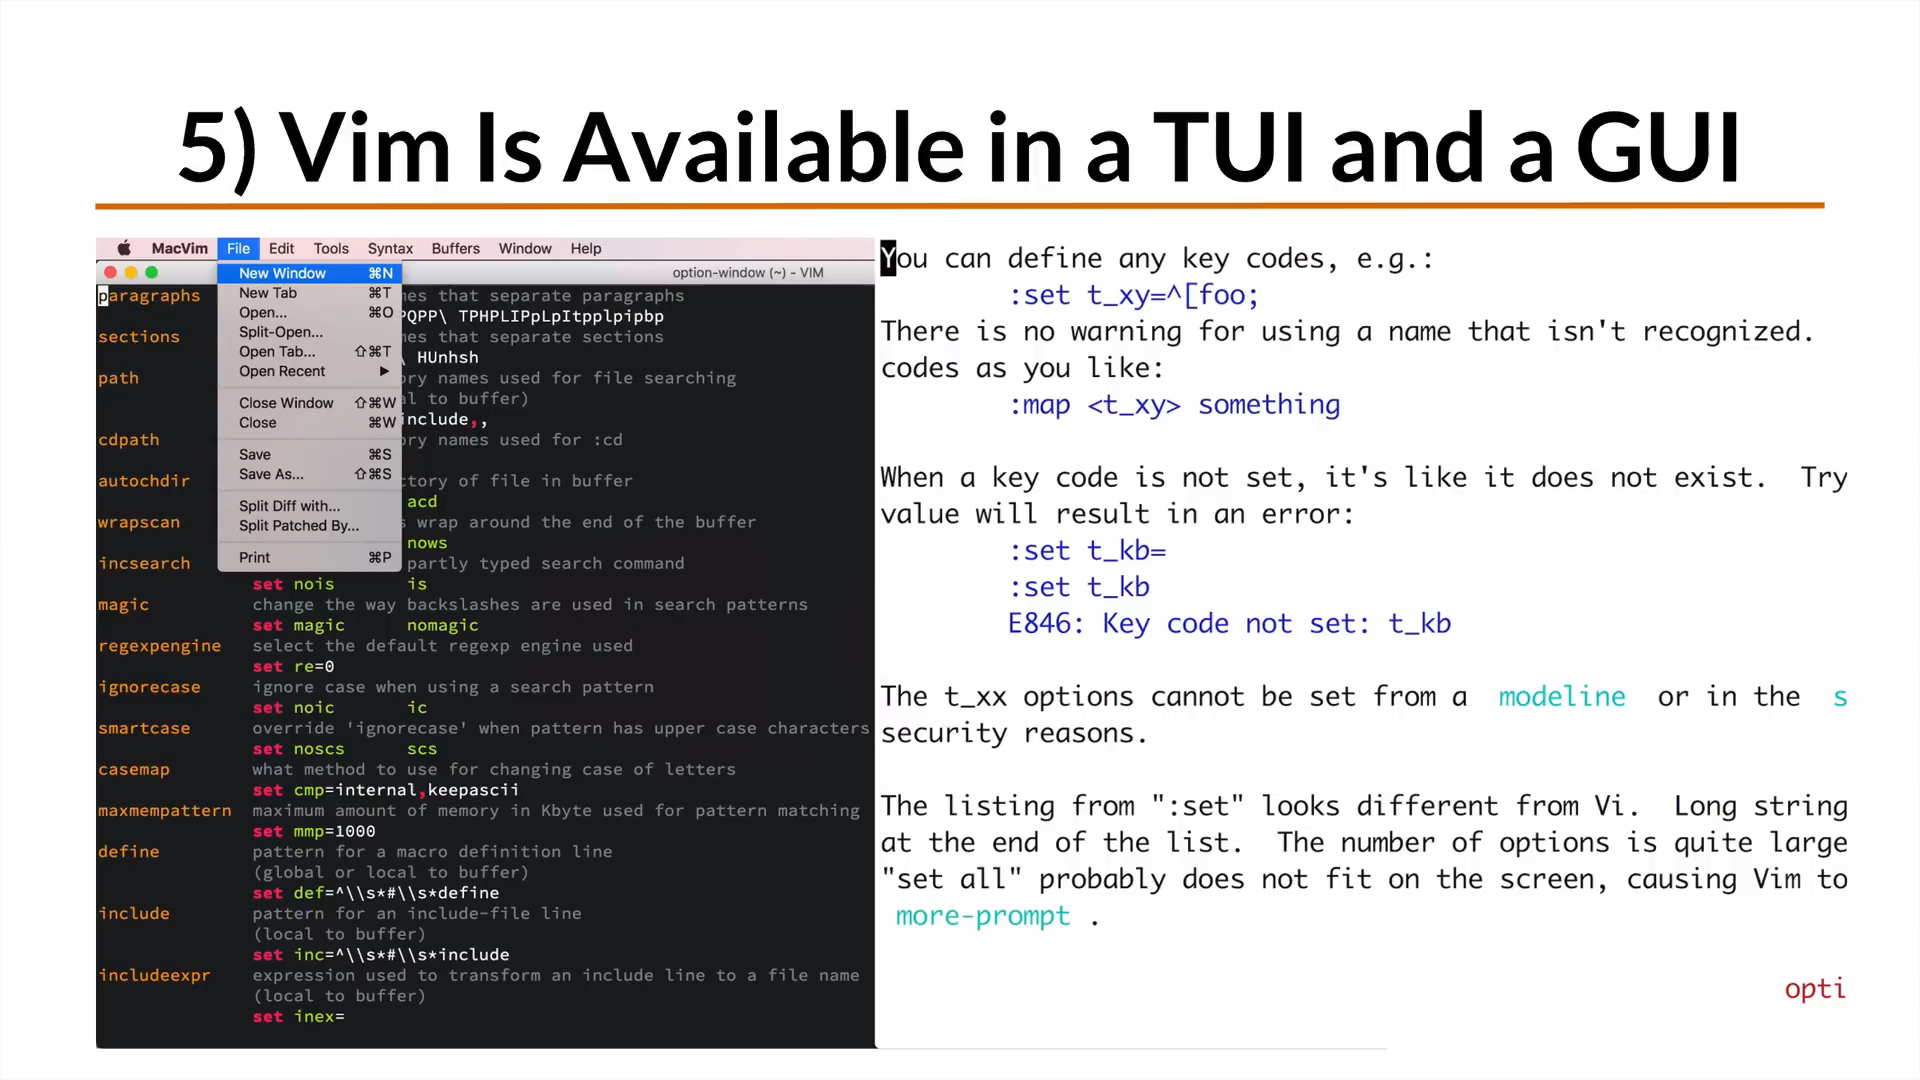 5) Vim Is Available in a TUI and a GUI
MacVim File Edit Tools Syntax Buffers Window Help
option-window (~) - VIM
New Window ⌘N
New Tab ⌘T
Open... ⌘O
Split-Open...
Open Tab... ⇧⌘T
Open Recent ▶
Close Window ⇧⌘W
Close ⌘W
Save ⌘S
Save As... ⇧⌘S
Split Diff with...
Split Patched By...
Print ⌘P
paragraphs es that separate paragraphs
PQPP\ TPHPLIPpLpItpplpipbp
sections es that separate sections
\ HUnhsh
path ry names used for file searching
l to buffer)
include,,
cdpath ry names used for :cd
autochdir tory of file in buffer
acd
wrapscan wrap around the end of the buffer
nows
incsearch partly typed search command
set nois is
magic change the way backslashes are used in search patterns
set magic nomagic
regexpengine select the default regexp engine used
set re=0
ignorecase ignore case when using a search pattern
set noic ic
smartcase override 'ignorecase' when pattern has upper case characters
set noscs scs
casemap what method to use for changing case of letters
set cmp=internal,keepascii
maxmempattern maximum amount of memory in Kbyte used for pattern matching
set mmp=1000
define pattern for a macro definition line
(global or local to buffer)
set def=^\\s*#\\s*define
include pattern for an include-file line
(local to buffer)
set inc=^\\s*#\\s*include
includeexpr expression used to transform an include line to a file name
(local to buffer)
set inex=
You can define any key codes, e.g.:
:set t_xy=^[foo;
There is no warning for using a name that isn't recognized.
codes as you like:
:map <t_xy> something
When a key code is not set, it's like it does not exist. Try
value will result in an error:
:set t_kb=
:set t_kb
E846: Key code not set: t_kb
The t_xx options cannot be set from a modeline or in the s
security reasons.
The listing from ":set" looks different from Vi. Long string
at the end of the list. The number of options is quite large
"set all" probably does not fit on the screen, causing Vim to
more-prompt .
opti